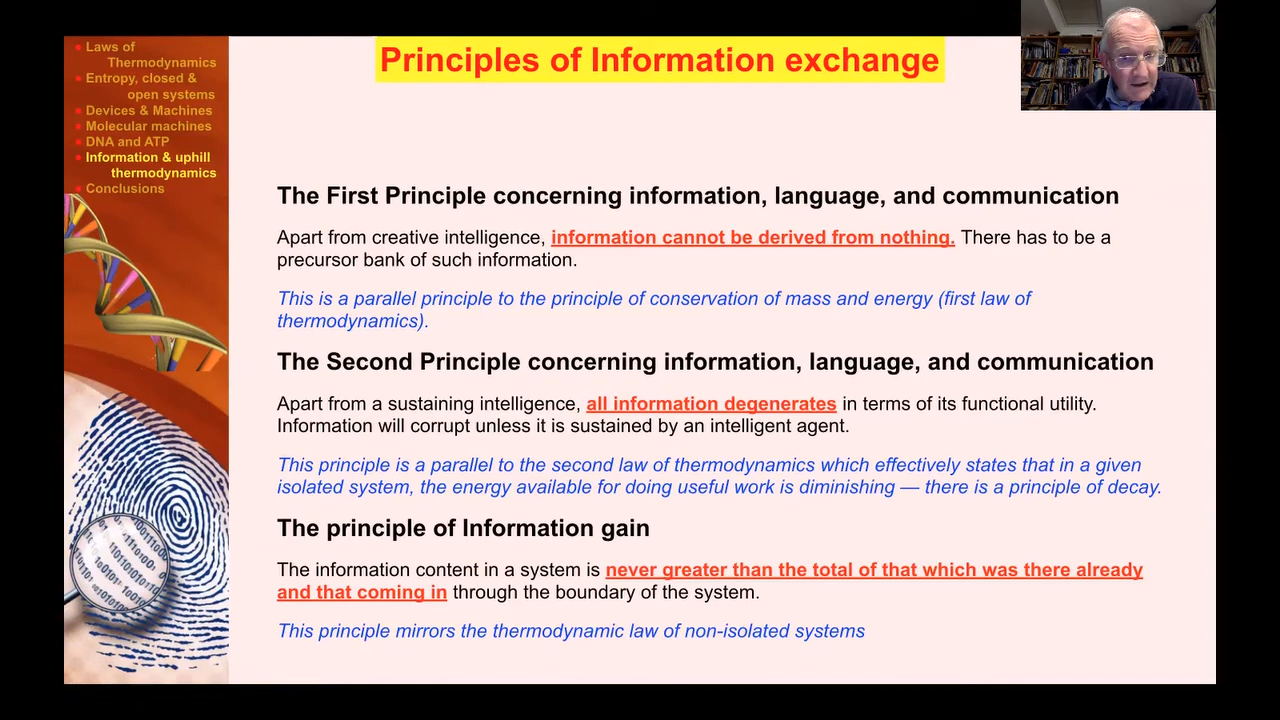 Laws of
Thermodynamics
Entropy, closed &
open systems
Devices & Machines
Molecular machines
DNA and ATP
Information & uphill
thermodynamics
Conclusions
Principles of Information exchange
The First Principle concerning information, language, and communication
Apart from creative intelligence, information cannot be derived from nothing. There has to be a
precursor bank of such information.
This is a parallel principle to the principle of conservation of mass and energy (first law of
thermodynamics).
The Second Principle concerning information, language, and communication
Apart from a sustaining intelligence, all information degenerates in terms of its functional utility.
Information will corrupt unless it is sustained by an intelligent agent.
This principle is a parallel to the second law of thermodynamics which effectively states that in a given
isolated system, the energy available for doing useful work is diminishing — there is a principle of decay.
The principle of Information gain
The information content in a system is never greater than the total of that which was there already
and that coming in through the boundary of the system.
This principle mirrors the thermodynamic law of non-isolated systems